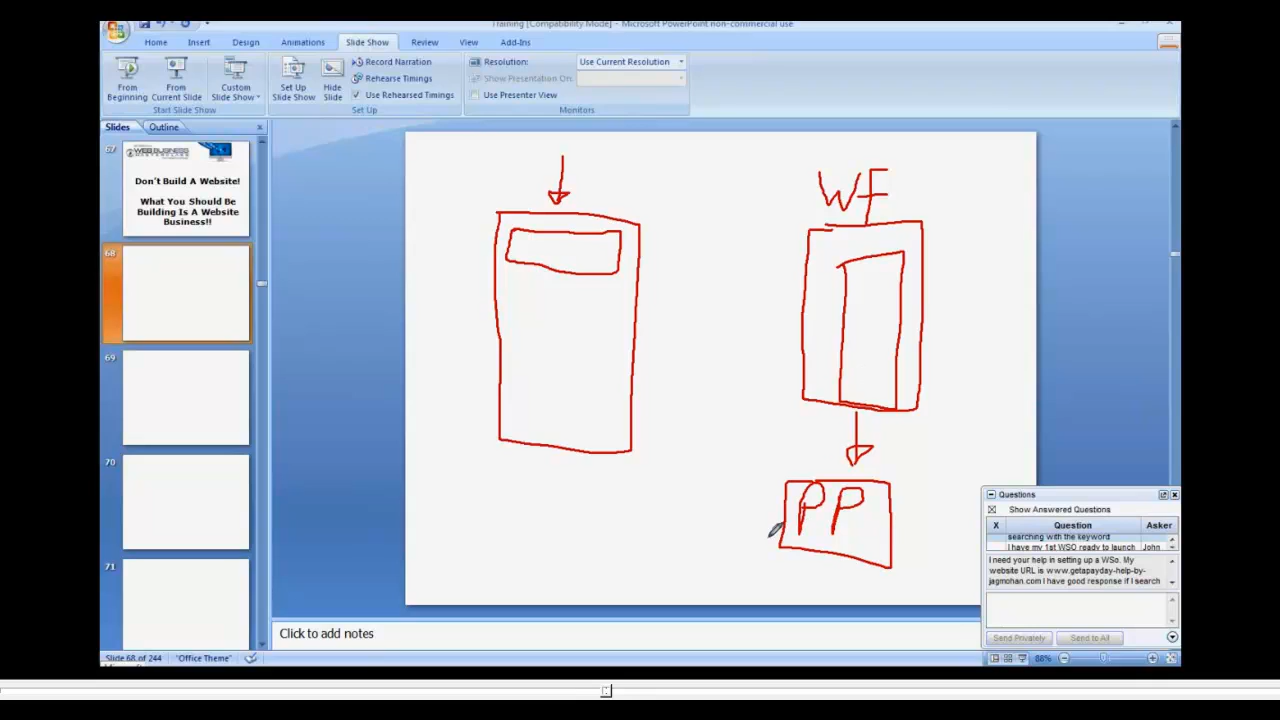 Training [Compatibility Mode] - Microsoft PowerPoint non-commercial use
Home Insert Design Animations Slide Show Review View Add-Ins
From Beginning
From Current Slide
Custom Slide Show
Start Slide Show
Set Up Slide Show
Hide Slide
Record Narration
Rehearse Timings
Use Rehearsed Timings
Set Up
Resolution: Use Current Resolution
Show Presentation On:
Use Presenter View
Monitors
Slides Outline x
67
WEB BUSINESS
Don't Build A Website!
What You Should Be
Building Is A Website
Business!!
68
69
70
71
WF
PP
Questions
Show Answered Questions
X Question Asker
searching with the keyword
I have my 1st WSO ready to launch John
I need your help in setting up a WSo. My
website URL is www.getapayday-help-by-
jagmohan.com I have good response if I search
Send Privately Send to All
Click to add notes
Slide 68 of 244 "Office Theme" 88%